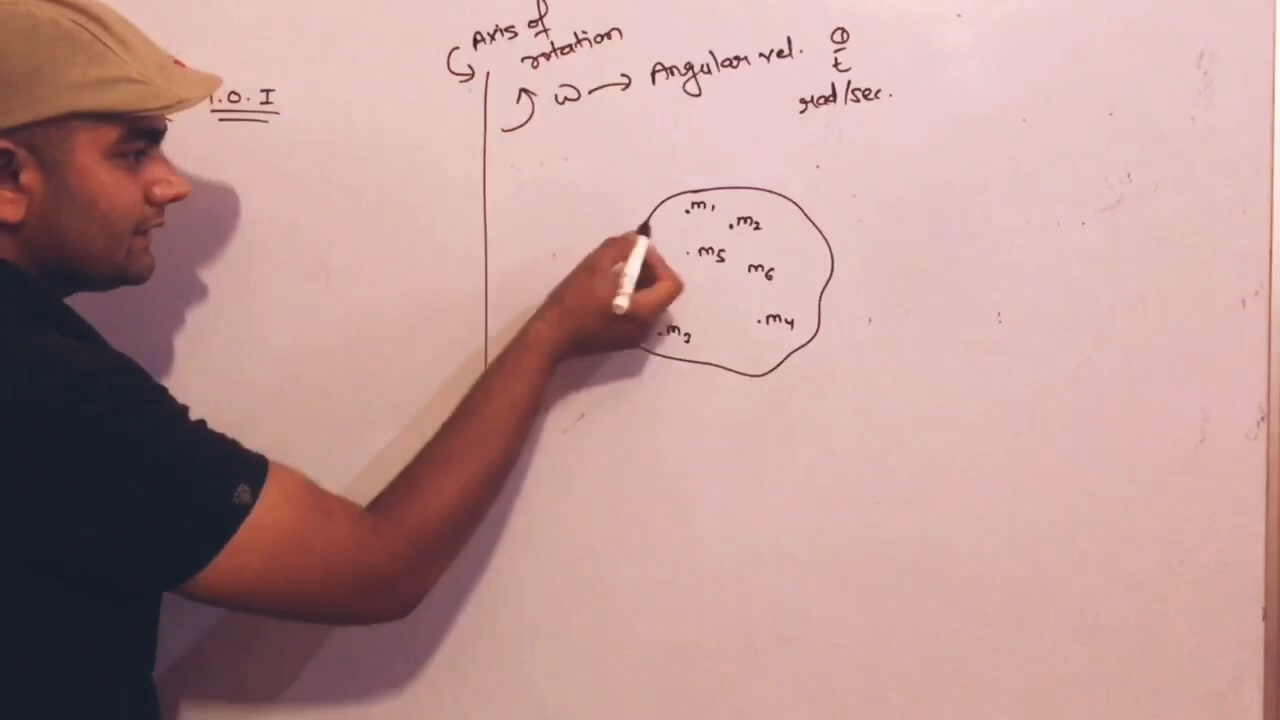 .O.I
Axis of
rotation
ω → Angular vel. θ/t
rad/sec.
m1
m2
m5
m6
m3
m4